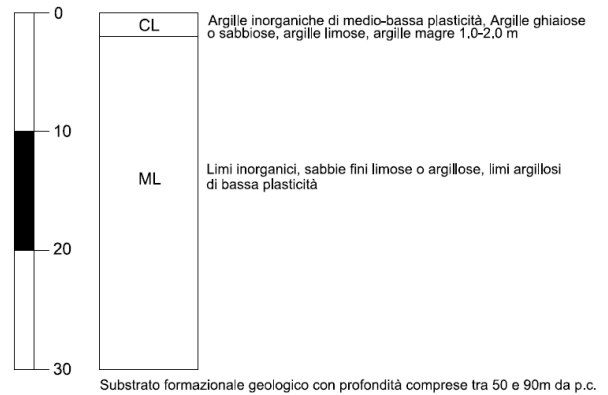 0
CL
Argille inorganiche di medio-bassa plasticità, Argille ghiaiose
o sabbiose, argille limose, argille magre 1.0-2.0 m
10
ML
Limi inorganici, sabbie fini limose o argillose, limi argillosi
di bassa plasticità
20
30
Substrato formazionale geologico con profondità comprese tra 50 e 90m da p.c.